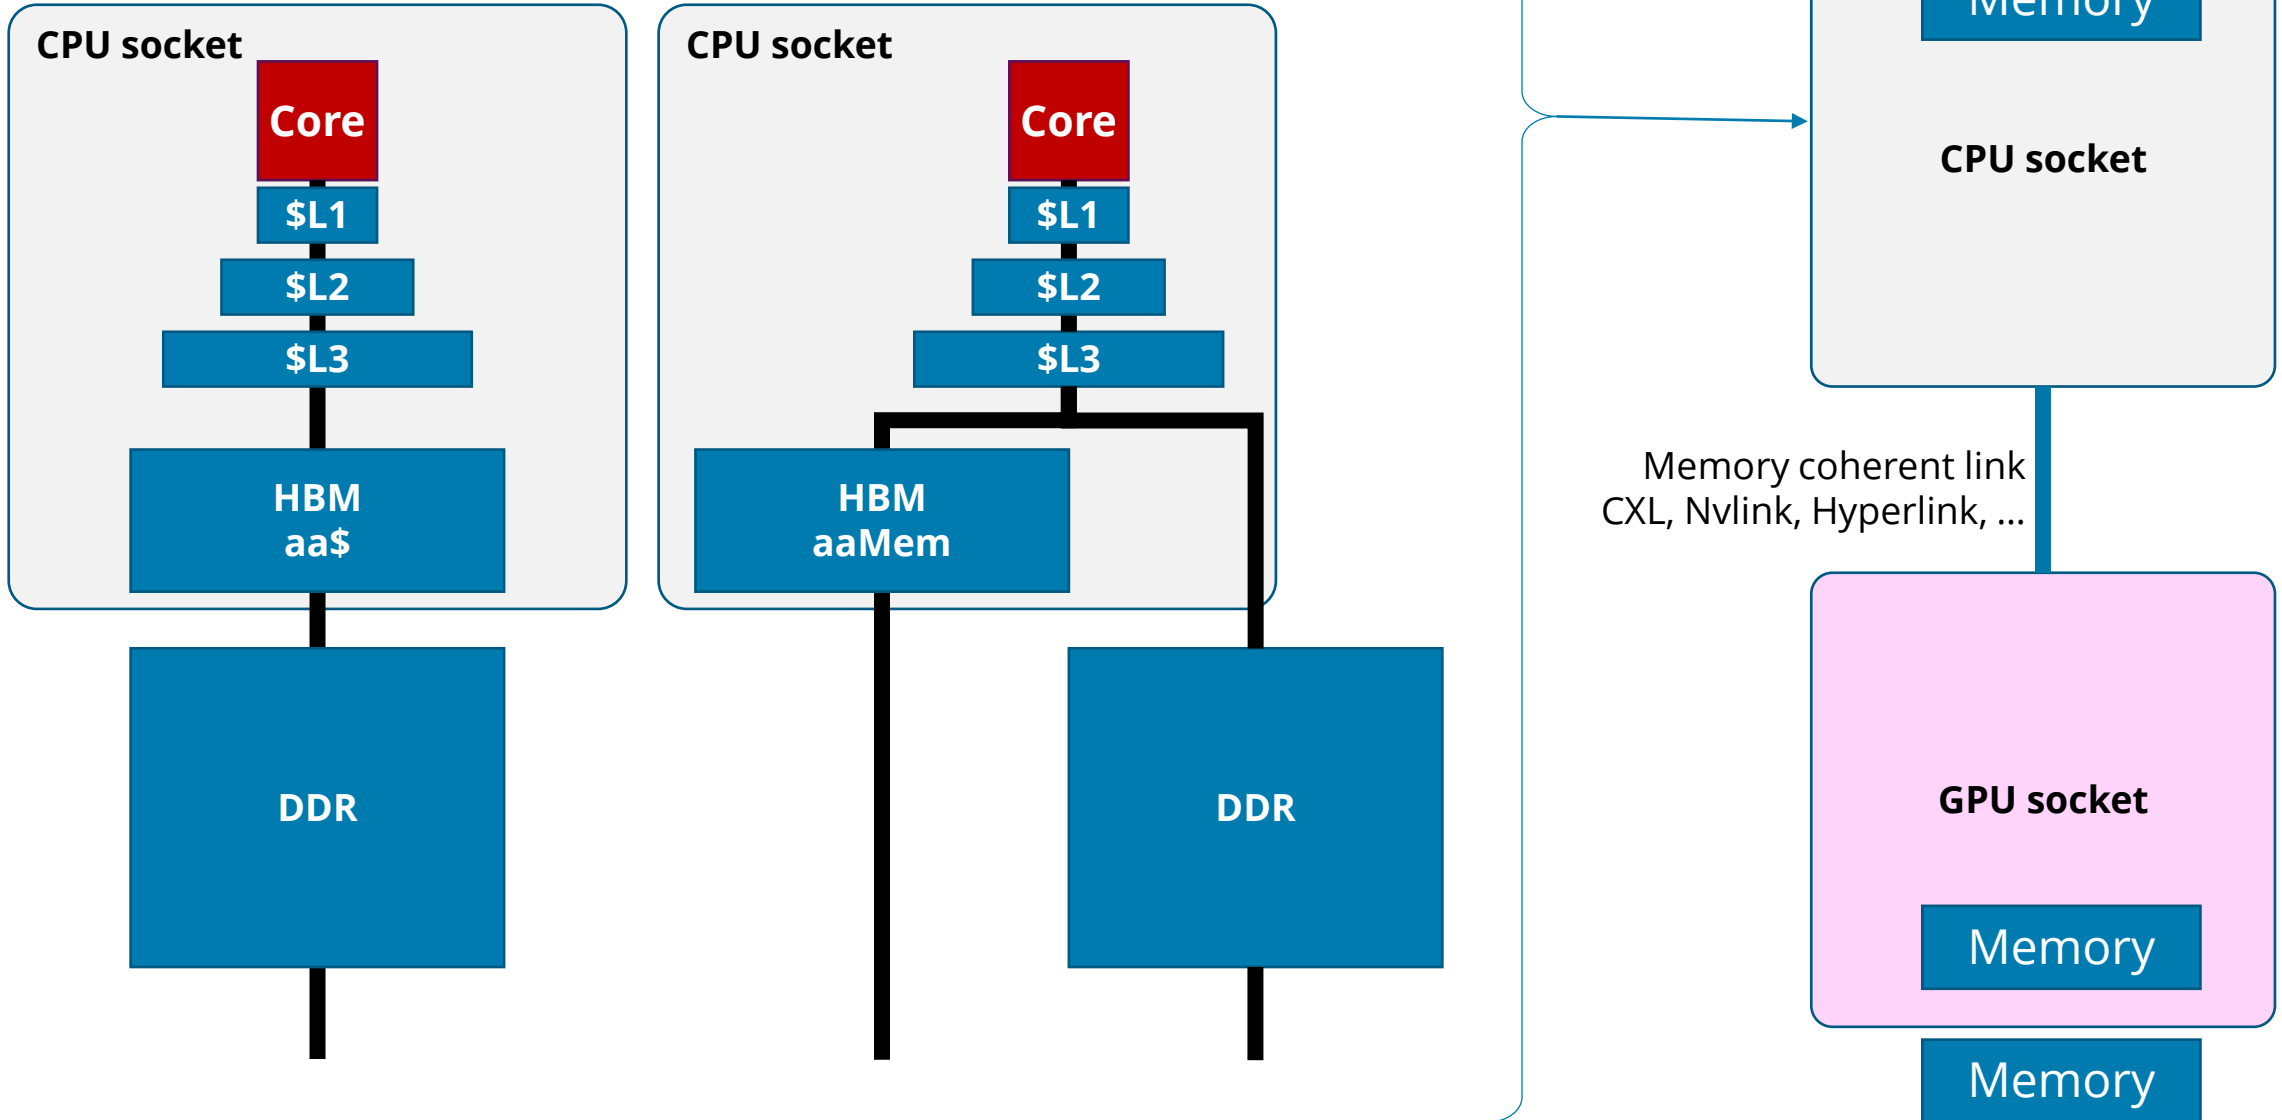 CPU socket
Core
$L1
$L2
$L3
HBM
aa$
DDR
CPU socket
Core
$L1
$L2
$L3
HBM
aaMem
DDR
Memory
CPU socket
Memory coherent link
CXL, Nvlink, Hyperlink, ...
GPU socket
Memory
Memory